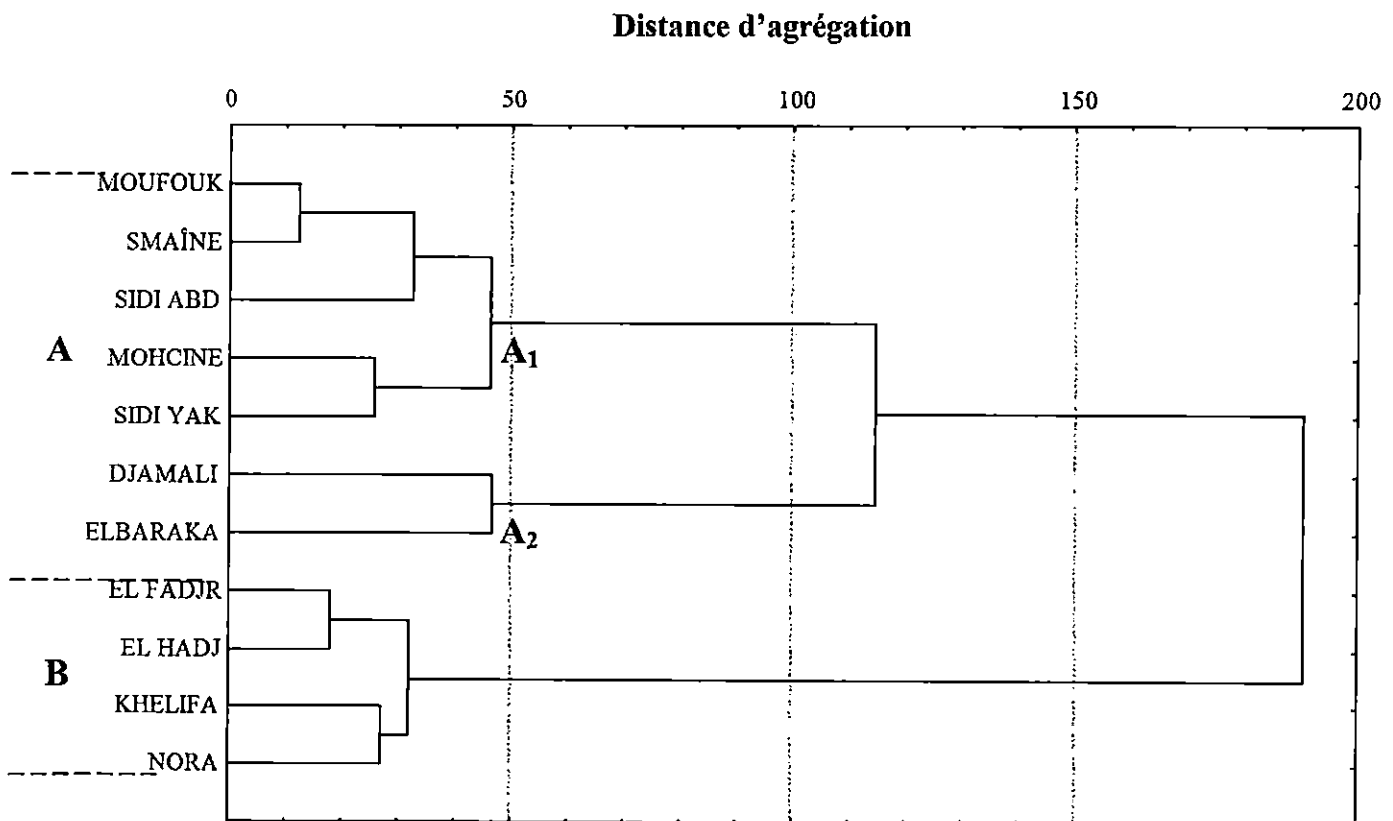 Distance d'agrégation
0 50 100 150 200
MOUFOUK
SMAÎNE
SIDI ABD
A MOHCINE A₁
SIDI YAK
DJAMALI
ELBARAKA A₂
EL FADJR
EL HADJ
B
KHELIFA
NORA